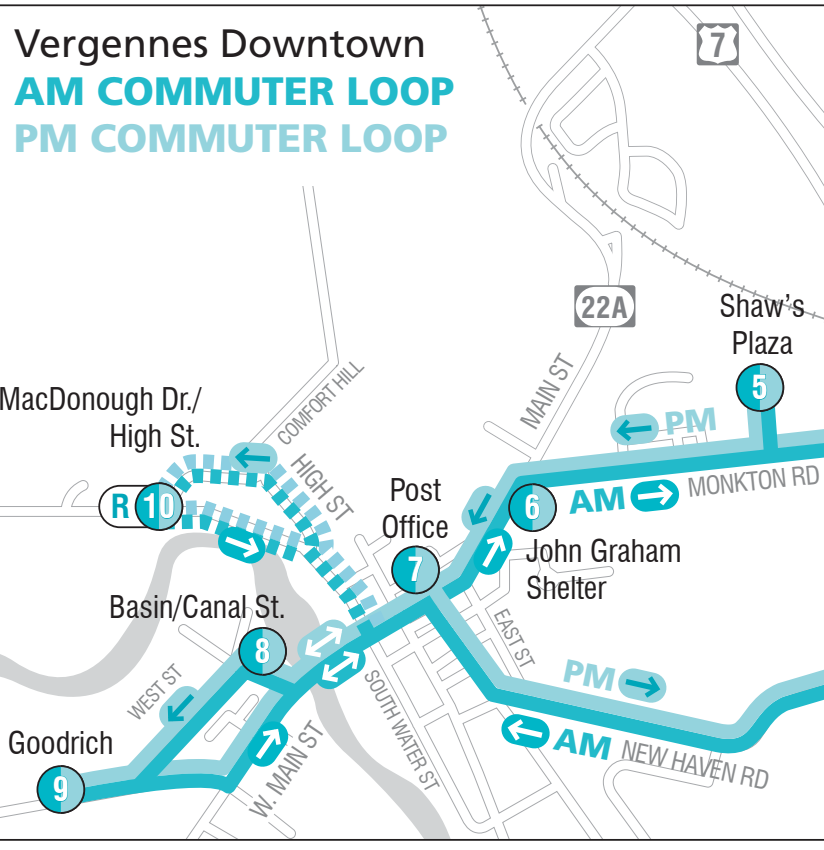 Vergennes Downtown
AM COMMUTER LOOP
PM COMMUTER LOOP
7
22A
Shaw's
Plaza
5
MAIN ST
PM
AM
MONKTON RD
MacDonough Dr./
High St.
COMFORT HILL
HIGH ST
R 10
Post
Office
7
6
John Graham
Shelter
Basin/Canal St.
8
EAST ST
WEST ST
SOUTH WATER ST
PM
AM
NEW HAVEN RD
Goodrich
9
W. MAIN ST